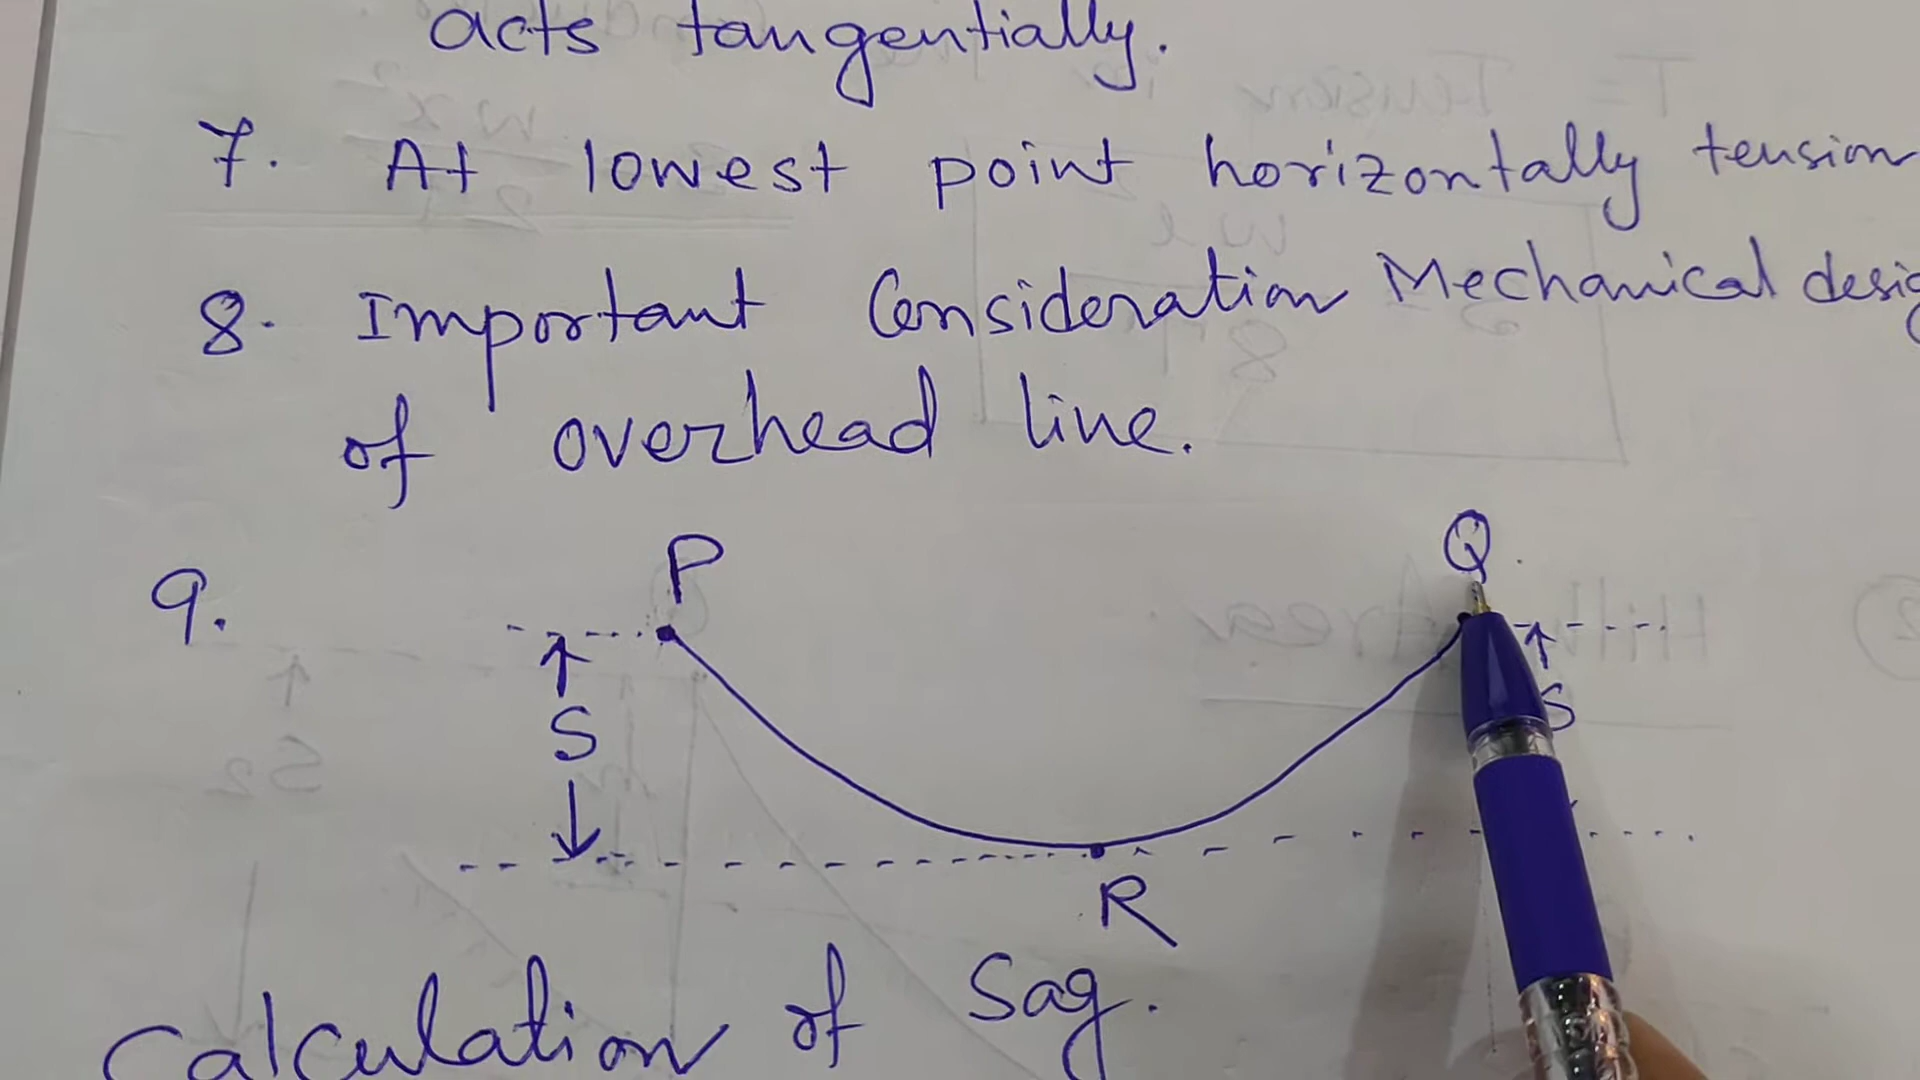 acts tangentially.
7. At lowest point horizontally tension
8. Important Consideration Mechanical desig
of overhead line.
9.
P
Q
S
S
R
Calculation of Sag.